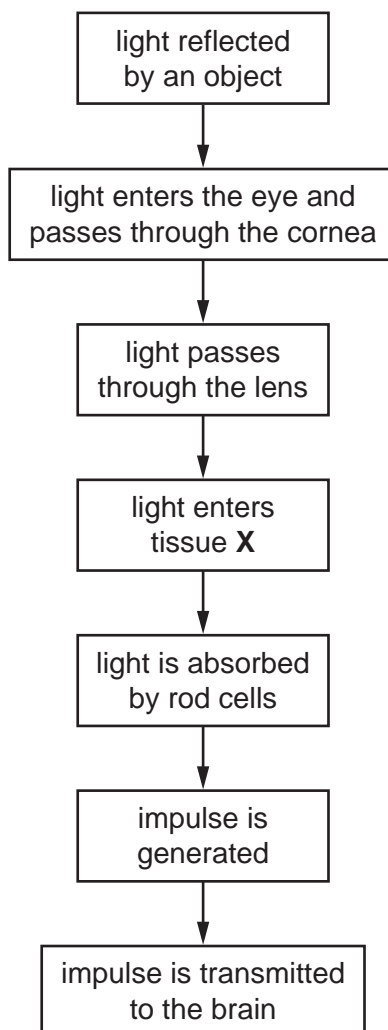 light reflected
by an object
light enters the eye and
passes through the cornea
light passes
through the lens
light enters
tissue X
light is absorbed
by rod cells
impulse is
generated
impulse is transmitted
to the brain